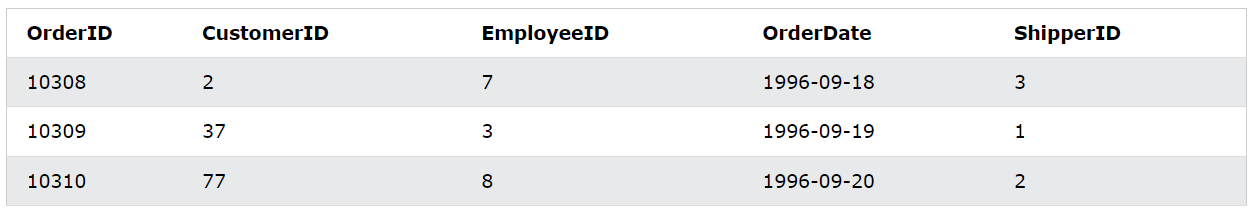 OrderID CustomerID EmployeeID OrderDate ShipperID
10308 2 7 1996-09-18 3
10309 37 3 1996-09-19 1
10310 77 8 1996-09-20 2